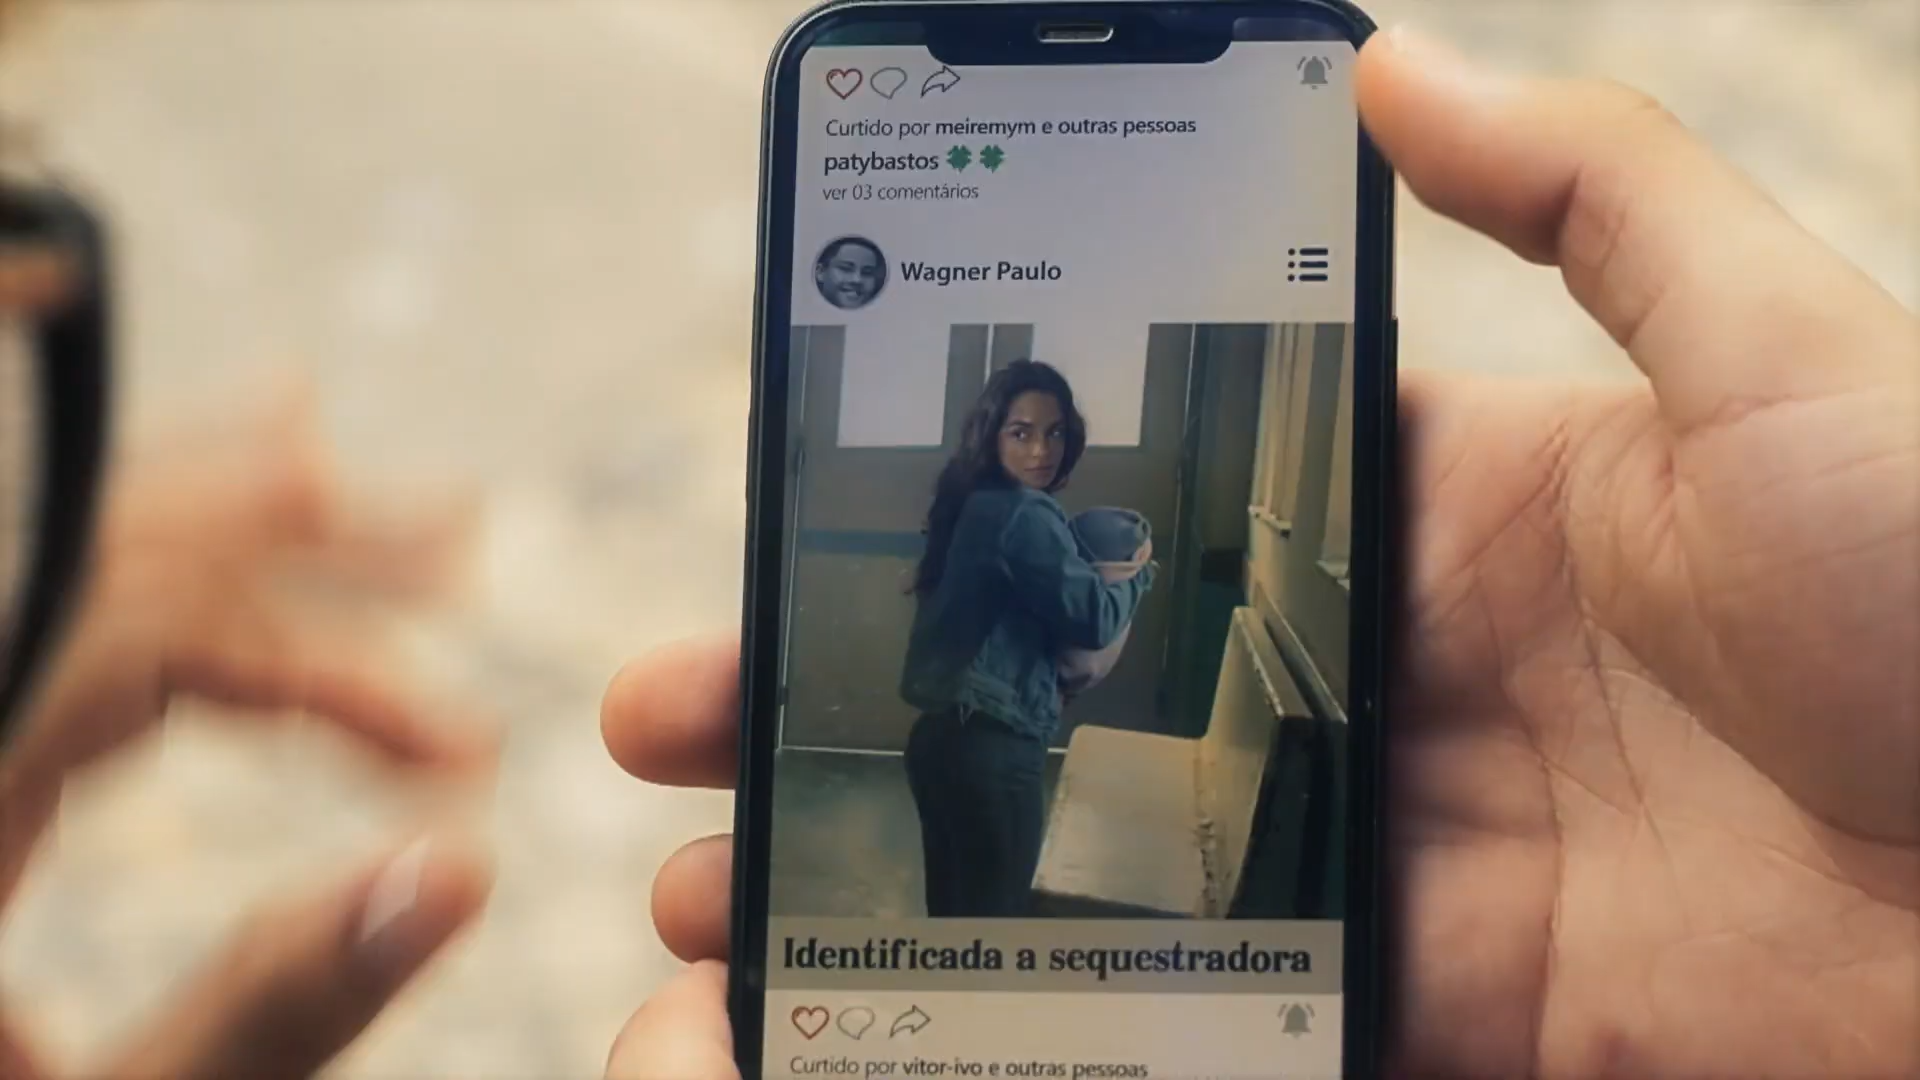 Curtido por meiremym e outras pessoas
patybastos
ver 03 comentários
Wagner Paulo
Identificada a sequestradora
Curtido por vitor-ivo e outras pessoas